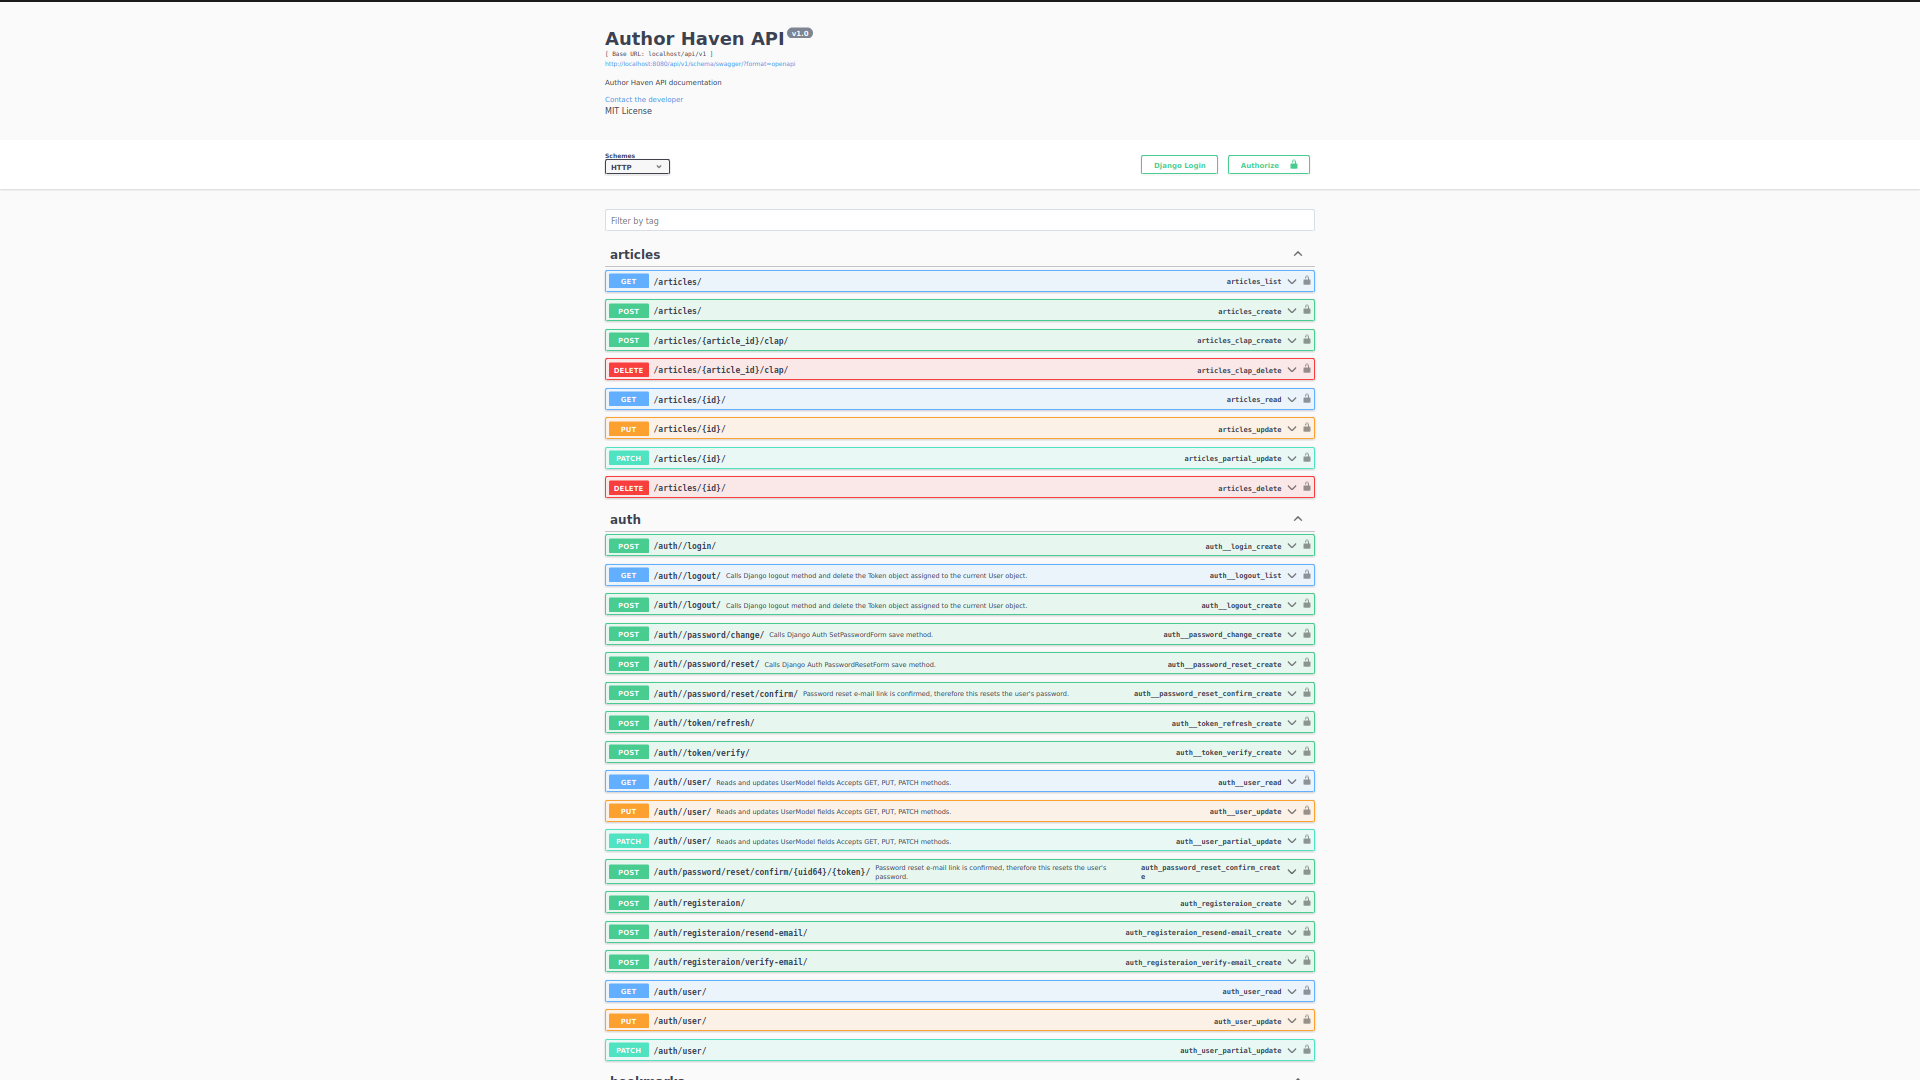 Author Haven API v1.0
[ Base URL: localhost/api/v1 ]
http://localhost:8080/api/v1/schema/swagger/?format=openapi
Author Haven API documentation
Contact the developer
MIT License
Schemes
HTTP
Django Login
Authorize
Filter by tag
articles
GET /articles/ articles_list
POST /articles/ articles_create
POST /articles/{article_id}/clap/ articles_clap_create
DELETE /articles/{article_id}/clap/ articles_clap_delete
GET /articles/{id}/ articles_read
PUT /articles/{id}/ articles_update
PATCH /articles/{id}/ articles_partial_update
DELETE /articles/{id}/ articles_delete
auth
POST /auth//login/ auth__login_create
GET /auth//logout/ Calls Django logout method and delete the Token object assigned to the current User object. auth__logout_list
POST /auth//logout/ Calls Django logout method and delete the Token object assigned to the current User object. auth__logout_create
POST /auth//password/change/ Calls Django Auth SetPasswordForm save method. auth__password_change_create
POST /auth//password/reset/ Calls Django Auth PasswordResetForm save method. auth__password_reset_create
POST /auth//password/reset/confirm/ Password reset e-mail link is confirmed, therefore this resets the user's password. auth__password_reset_confirm_create
POST /auth//token/refresh/ auth__token_refresh_create
POST /auth//token/verify/ auth__token_verify_create
GET /auth//user/ Reads and updates UserModel fields Accepts GET, PUT, PATCH methods. auth__user_read
PUT /auth//user/ Reads and updates UserModel fields Accepts GET, PUT, PATCH methods. auth__user_update
PATCH /auth//user/ Reads and updates UserModel fields Accepts GET, PUT, PATCH methods. auth__user_partial_update
POST /auth/password/reset/confirm/{uid64}/{token}/ Password reset e-mail link is confirmed, therefore this resets the user's auth_password_reset_confirm_creat
password. e
POST /auth/registeraion/ auth_registeraion_create
POST /auth/registeraion/resend-email/ auth_registeraion_resend-email_create
POST /auth/registeraion/verify-email/ auth_registeraion_verify-email_create
GET /auth/user/ auth_user_read
PUT /auth/user/ auth_user_update
PATCH /auth/user/ auth_user_partial_update
bookmarks